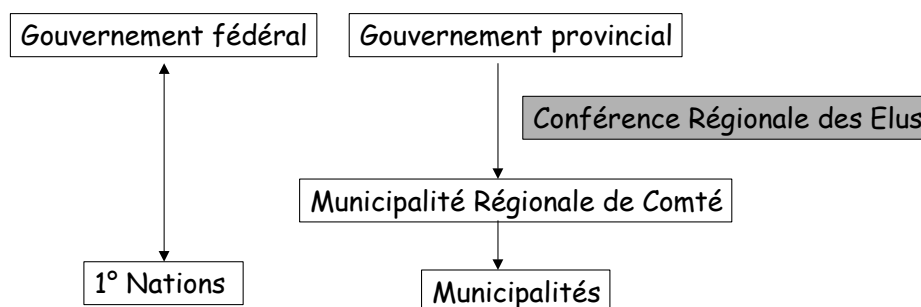 Gouvernement fédéral
Gouvernement provincial
Conférence Régionale des Elus
Municipalité Régionale de Comté
1° Nations
Municipalités